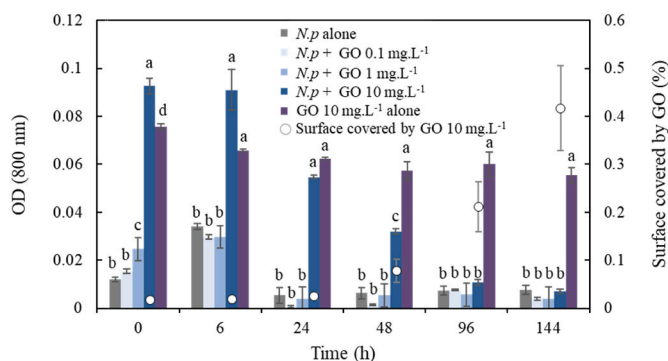 0.12
0.1
0.08
0.06
0.04
0.02
0
OD (800 nm)
0.6
0.5
0.4
0.3
0.2
0.1
0
Surface covered by GO (%)
N.p alone
N.p + GO 0.1 mg.L-1
N.p + GO 1 mg.L-1
N.p + GO 10 mg.L-1
GO 10 mg.L-1 alone
Surface covered by GO 10 mg.L-1
b b c a d
b b b a a
b b b a a
b b b c a
b b b b a
b b b b a
0 6 24 48 96 144
Time (h)